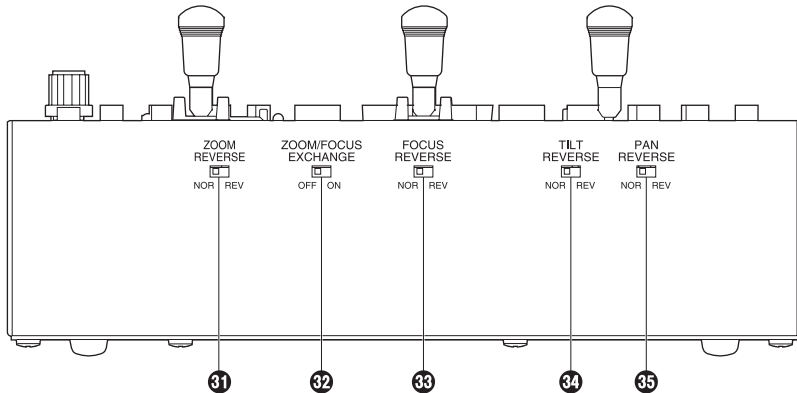 ZOOM
REVERSE
NOR REV
ZOOM/FOCUS
EXCHANGE
OFF ON
FOCUS
REVERSE
NOR REV
TILT
REVERSE
NOR REV
PAN
REVERSE
NOR REV
31 32 33 34 35